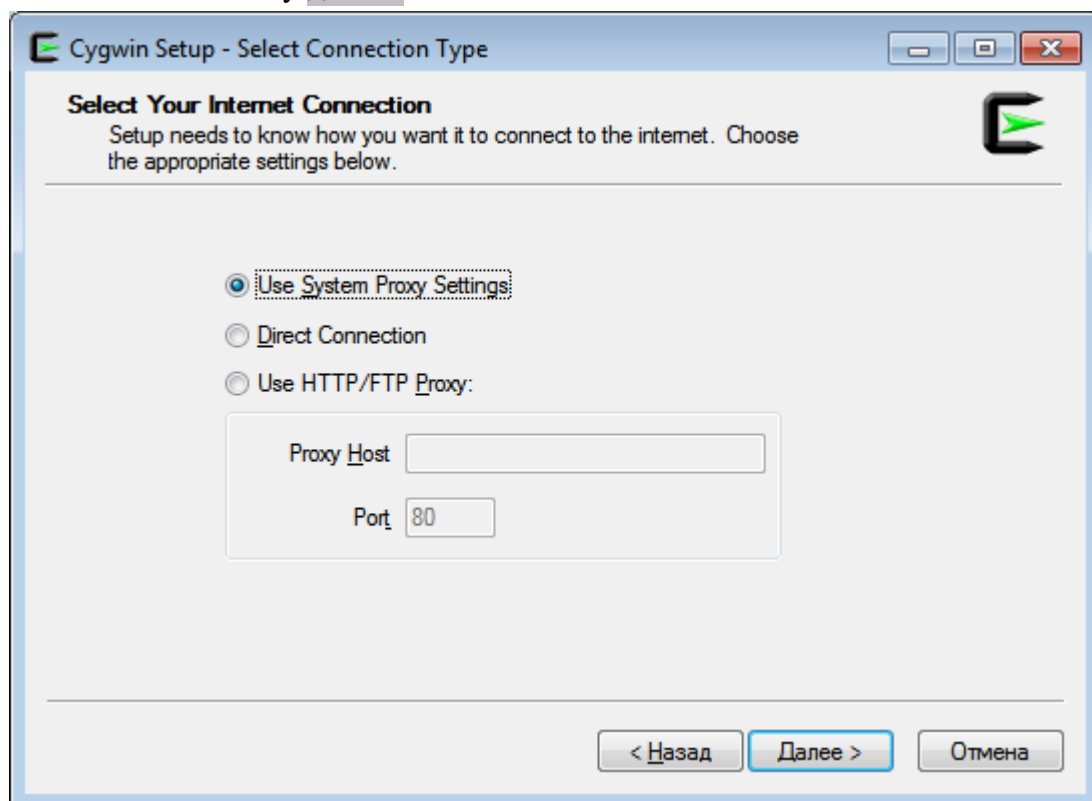 Cygwin Setup - Select Connection Type
Select Your Internet Connection
Setup needs to know how you want it to connect to the internet. Choose
the appropriate settings below.
Use System Proxy Settings
Direct Connection
Use HTTP/FTP Proxy:
Proxy Host
Port 80
< Назад Далее > Отмена